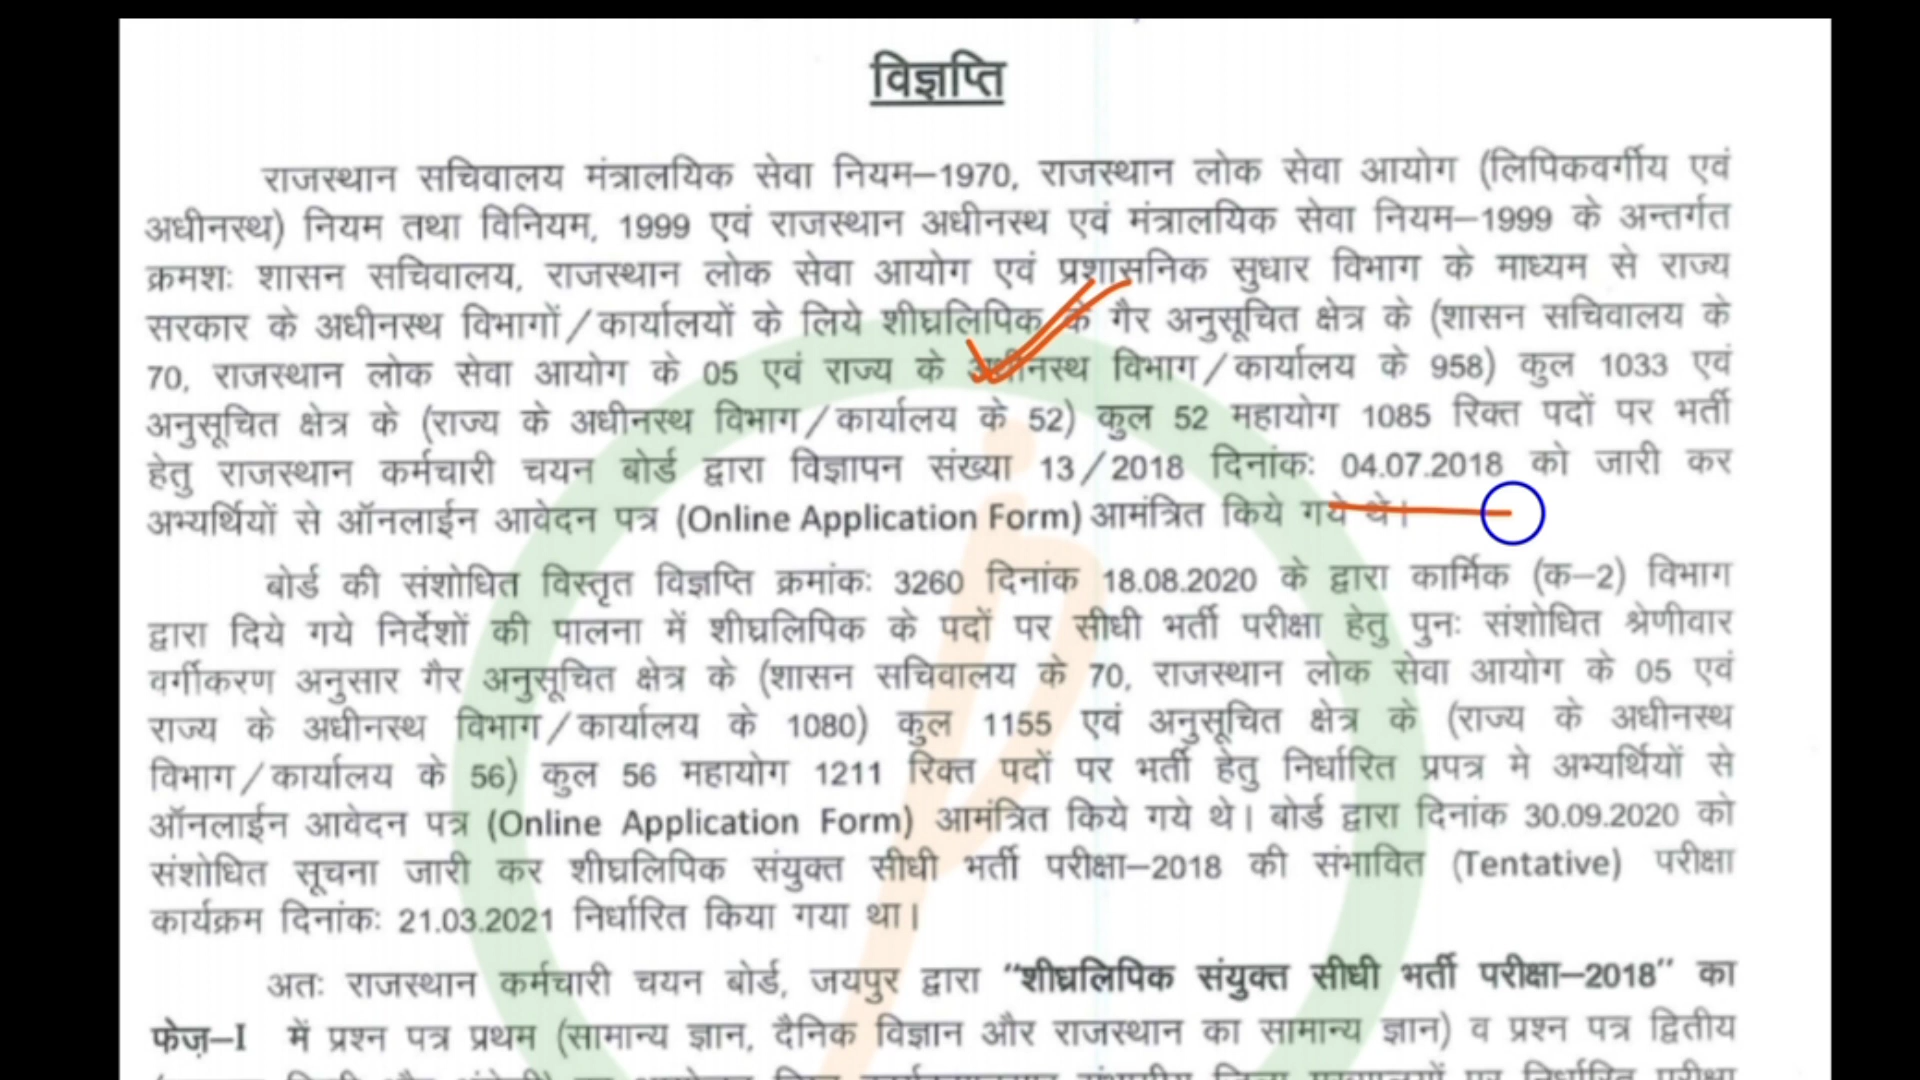 विज्ञप्ति
राजस्थान सचिवालय मंत्रालयिक सेवा नियम–1970, राजस्थान लोक सेवा आयोग (लिपिकवर्गीय एवं
अधीनस्थ) नियम तथा विनियम, 1999 एवं राजस्थान अधीनस्थ एवं मंत्रालयिक सेवा नियम–1999 के अन्तर्गत
क्रमशः शासन सचिवालय, राजस्थान लोक सेवा आयोग एवं प्रशासनिक सुधार विभाग के माध्यम से राज्य
सरकार के अधीनस्थ विभागों/कार्यालयों के लिये शीघ्रलिपिक के गैर अनुसूचित क्षेत्र के (शासन सचिवालय के
70, राजस्थान लोक सेवा आयोग के 05 एवं राज्य के अधीनस्थ विभाग/कार्यालय के 958) कुल 1033 एवं
अनुसूचित क्षेत्र के (राज्य के अधीनस्थ विभाग/कार्यालय के 52) कुल 52 महायोग 1085 रिक्त पदों पर भर्ती
हेतु राजस्थान कर्मचारी चयन बोर्ड द्वारा विज्ञापन संख्या 13/2018 दिनांकः 04.07.2018 को जारी कर
अभ्यर्थियों से ऑनलाईन आवेदन पत्र (Online Application Form) आमंत्रित किये गये थे।
बोर्ड की संशोधित विस्तृत विज्ञप्ति क्रमांकः 3260 दिनांक 18.08.2020 के द्वारा कार्मिक (क–2) विभाग
द्वारा दिये गये निर्देशों की पालना में शीघ्रलिपिक के पदों पर सीधी भर्ती परीक्षा हेतु पुनः संशोधित श्रेणीवार
वर्गीकरण अनुसार गैर अनुसूचित क्षेत्र के (शासन सचिवालय के 70, राजस्थान लोक सेवा आयोग के 05 एवं
राज्य के अधीनस्थ विभाग/कार्यालय के 1080) कुल 1155 एवं अनुसूचित क्षेत्र के (राज्य के अधीनस्थ
विभाग/कार्यालय के 56) कुल 56 महायोग 1211 रिक्त पदों पर भर्ती हेतु निर्धारित प्रपत्र मे अभ्यर्थियों से
ऑनलाईन आवेदन पत्र (Online Application Form) आमंत्रित किये गये थे। बोर्ड द्वारा दिनांक 30.09.2020 को
संशोधित सूचना जारी कर शीघ्रलिपिक संयुक्त सीधी भर्ती परीक्षा–2018 की संभावित (Tentative) परीक्षा
कार्यक्रम दिनांकः 21.03.2021 निर्धारित किया गया था।
अतः राजस्थान कर्मचारी चयन बोर्ड, जयपुर द्वारा "शीघ्रलिपिक संयुक्त सीधी भर्ती परीक्षा–2018" का
फेज़–I में प्रश्न पत्र प्रथम (सामान्य ज्ञान, दैनिक विज्ञान और राजस्थान का सामान्य ज्ञान) व प्रश्न पत्र द्वितीय